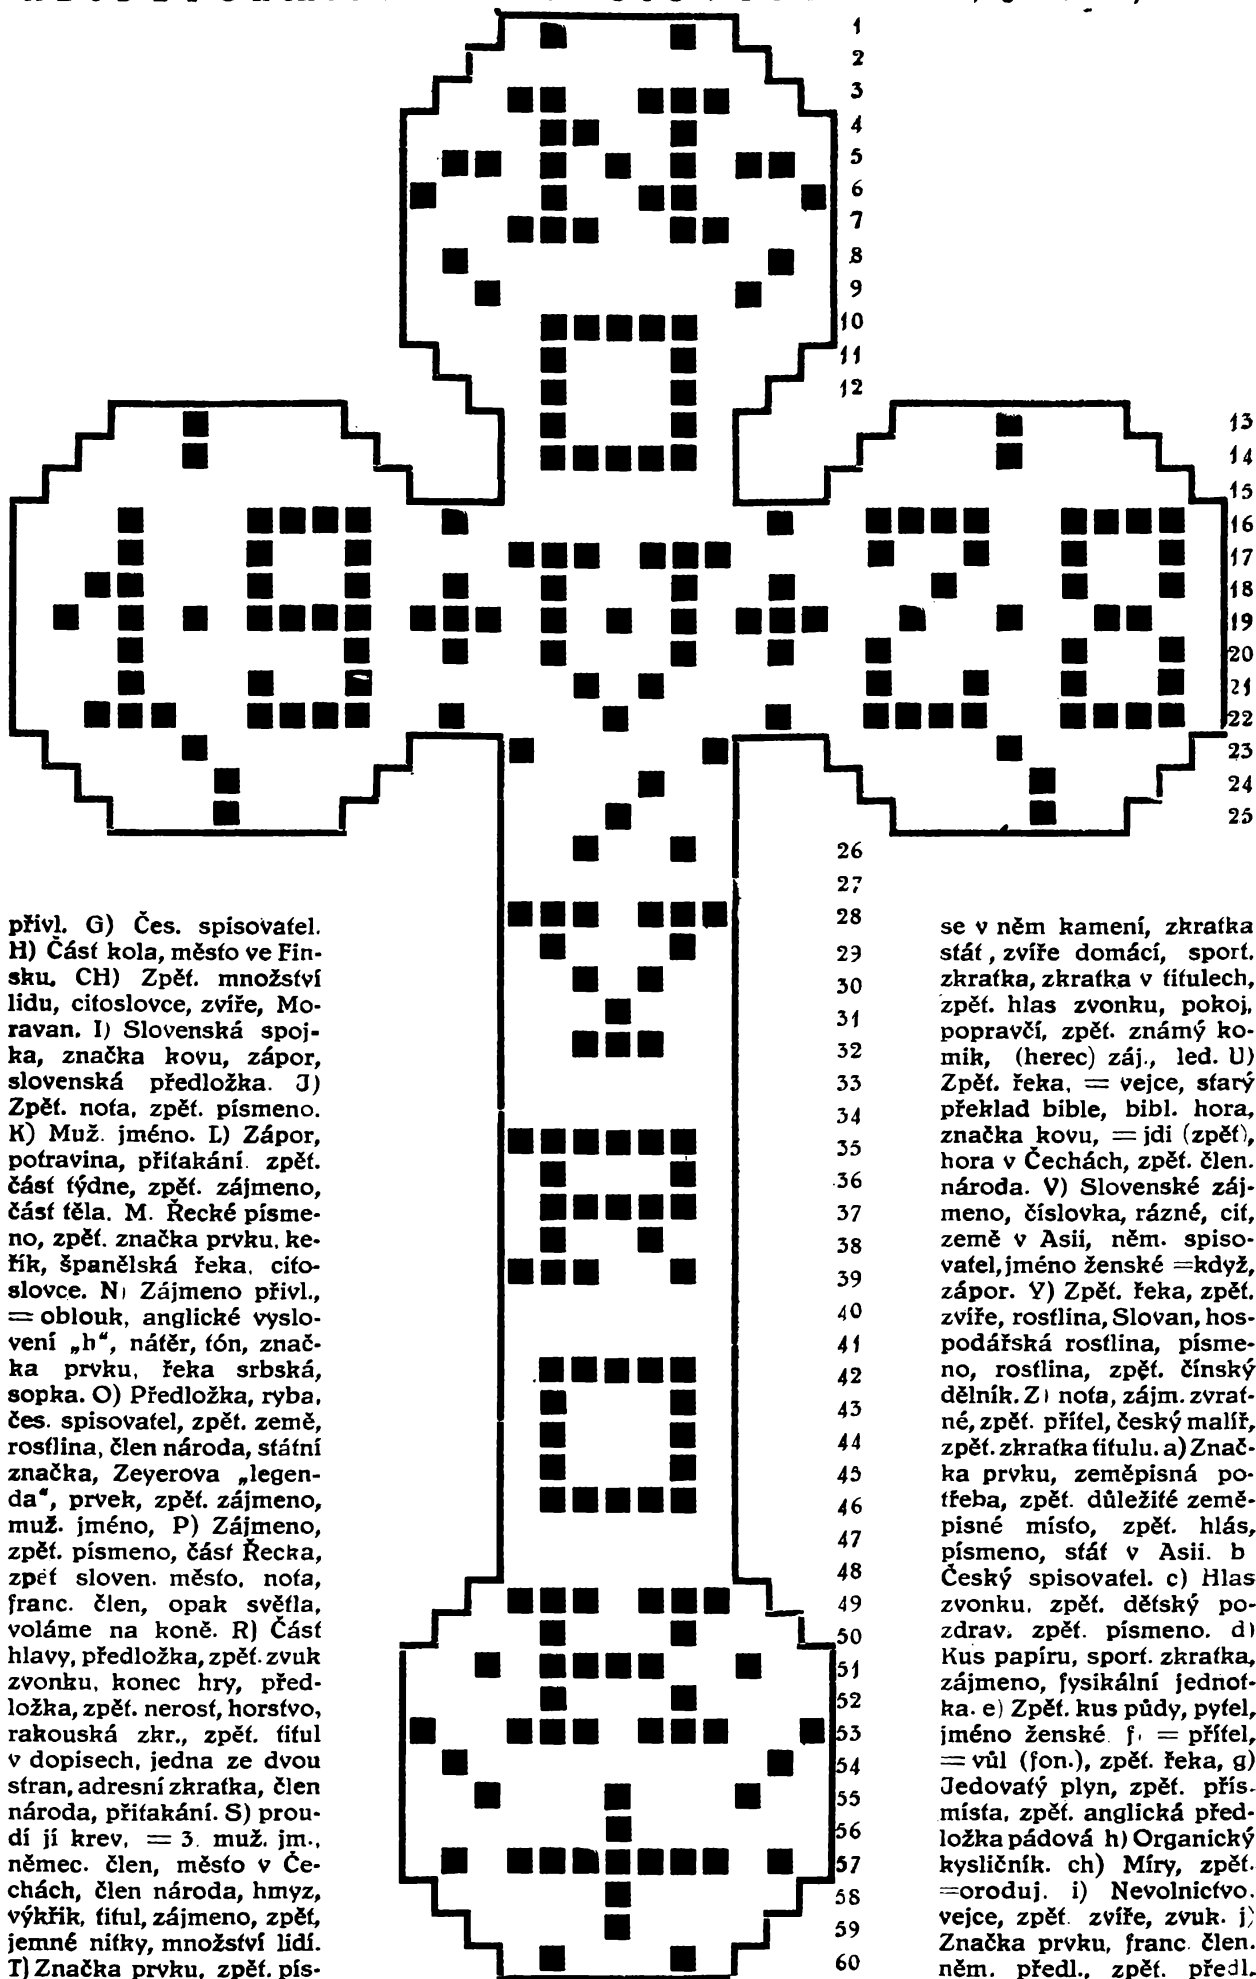 1
2
3
4
5
6
7
8
9
10
11
12
13
14
15
16
17
18
19
20
21
22
23
24
25
26
27
28
29
30
31
32
33
34
35
36
37
38
39
40
41
42
43
44
45
46
47
48
49
50
51
52
53
54
55
56
57
58
59
60
přivl. G) Čes. spisovatel.
H) Část kola, město ve Fin-
sku. CH) Zpět. množství
lidu, citoslovce, zvíře, Mo-
ravan. I) Slovenská spoj-
ka, značka kovu, zápor,
slovenská předložka. J)
Zpět. nota, zpět. písmeno.
K) Muž. jméno. L) Zápor,
potravina, přitakání. zpět.
část týdne, zpět. zájmeno,
část těla. M. Řecké písme-
no, zpět. značka prvku, ke-
řík, španělská řeka, cito-
slovce. N) Zájmeno přivl.,
= oblouk, anglické vyslo-
vení „h“, nátěr, tón, znač-
ka prvku, řeka srbská,
sopka. O) Předložka, ryba,
čes. spisovatel, zpět. země,
rostlina, člen národa, státní
značka, Zeyerova „legen-
da“, prvek, zpět. zájmeno,
muž. jméno, P) Zájmeno,
zpět. písmeno, část Řecka,
zpět sloven. město, nota,
franc. člen, opak světla,
voláme na koně. R) Část
hlavy, předložka, zpět. zvuk
zvonku, konec hry, před-
ložka, zpět. nerost, horstvo,
rakouská zkr., zpět. titul
v dopisech, jedna ze dvou
stran, adresní zkratka, člen
národa, přitakání. S) prou-
dí jí krev, = 3. muž. jm.,
němec. člen, město v Če-
chách, člen národa, hmyz,
výkřik, titul, zájmeno, zpět,
jemné nitky, množství lidí.
T) Značka prvku, zpět. pís-
se v něm kamení, zkratka
stát, zvíře domácí, sport.
zkratka, zkratka v titulech,
zpět. hlas zvonku, pokoj,
popravčí, zpět. známý ko-
mik, (herec) záj., led. U)
Zpět. řeka, = vejce, starý
překlad bible, bibl. hora,
značka kovu, = jdi (zpět),
hora v Čechách, zpět. člen.
národa. V) Slovenské záj-
meno, číslovka, rázné, cit,
země v Asii, něm. spiso-
vatel, jméno ženské =když,
zápor. Y) Zpět. řeka, zpět.
zvíře, rostlina, Slovan, hos-
podářská rostlina, písme-
no, rostlina, zpět. čínský
dělník. Z) nota, zájm. zvrat-
né, zpět. přítel, český malíř,
zpět. zkratka titulu. a) Znač-
ka prvku, zeměpisná po-
třeba, zpět. důležité země-
pisné místo, zpět. hlás,
písmeno, stát v Asii. b
Český spisovatel. c) Hlas
zvonku, zpět. dětský po-
zdrav, zpět. písmeno. d)
Kus papíru, sport. zkratka,
zájmeno, fysikální jednot-
ka. e) Zpět. kus půdy, pytel,
jméno ženské. f) = přítel,
= vůl (fon.), zpět. řeka, g)
Jedovatý plyn, zpět. přís.
místa, zpět. anglická před-
ložka pádová h) Organický
kysličník. ch) Míry, zpět.
=oroduj. i) Nevolnictvo.
vejce, zpět. zvíře, zvuk. j)
Značka prvku, franc. člen.
něm. předl., zpět. předl,